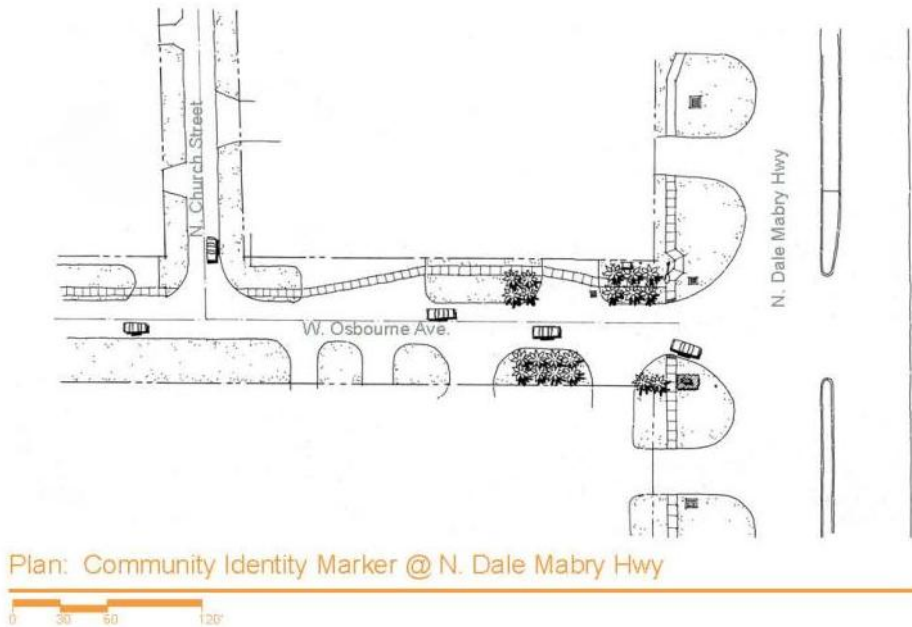 N. Church Street
N. Dale Mabry Hwy
W. Osbourne Ave.
Plan: Community Identity Marker @ N. Dale Mabry Hwy
0 30 60 120'